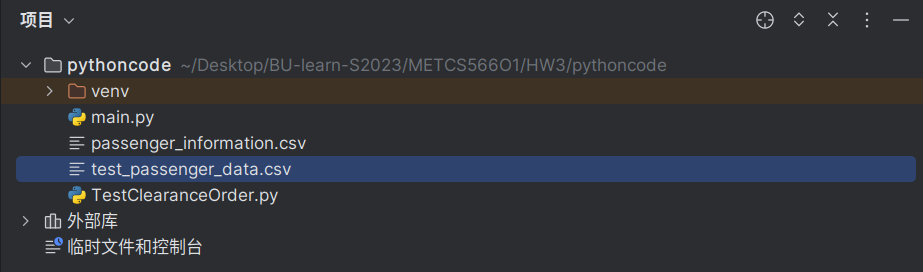 项目
pythoncode ~/Desktop/BU-learn-S2023/METCS566O1/HW3/pythoncode
venv
main.py
passenger_information.csv
test_passenger_data.csv
TestClearanceOrder.py
外部库
临时文件和控制台